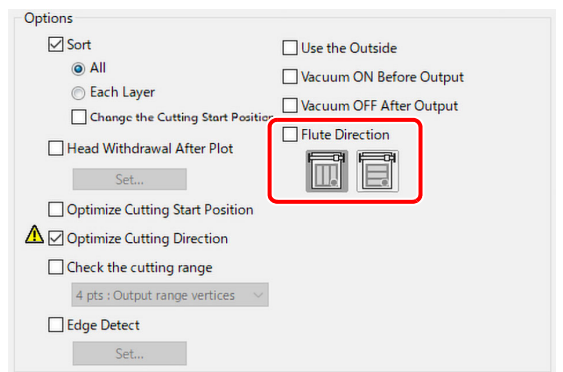 Options
Sort
All
Each Layer
Change the Cutting Start Position
Head Withdrawal After Plot
Set...
Optimize Cutting Start Position
Optimize Cutting Direction
Check the cutting range
4 pts : Output range vertices
Edge Detect
Set...
Use the Outside
Vacuum ON Before Output
Vacuum OFF After Output
Flute Direction